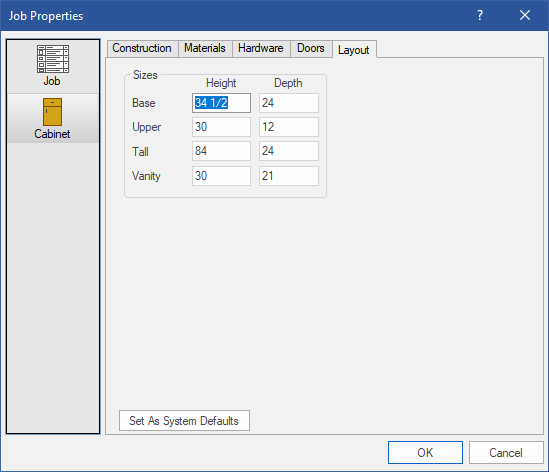 Job Properties
?
Job
Cabinet
Construction Materials Hardware Doors Layout
Sizes
Height Depth
Base 34 1/2 24
Upper 30 12
Tall 84 24
Vanity 30 21
Set As System Defaults
OK Cancel